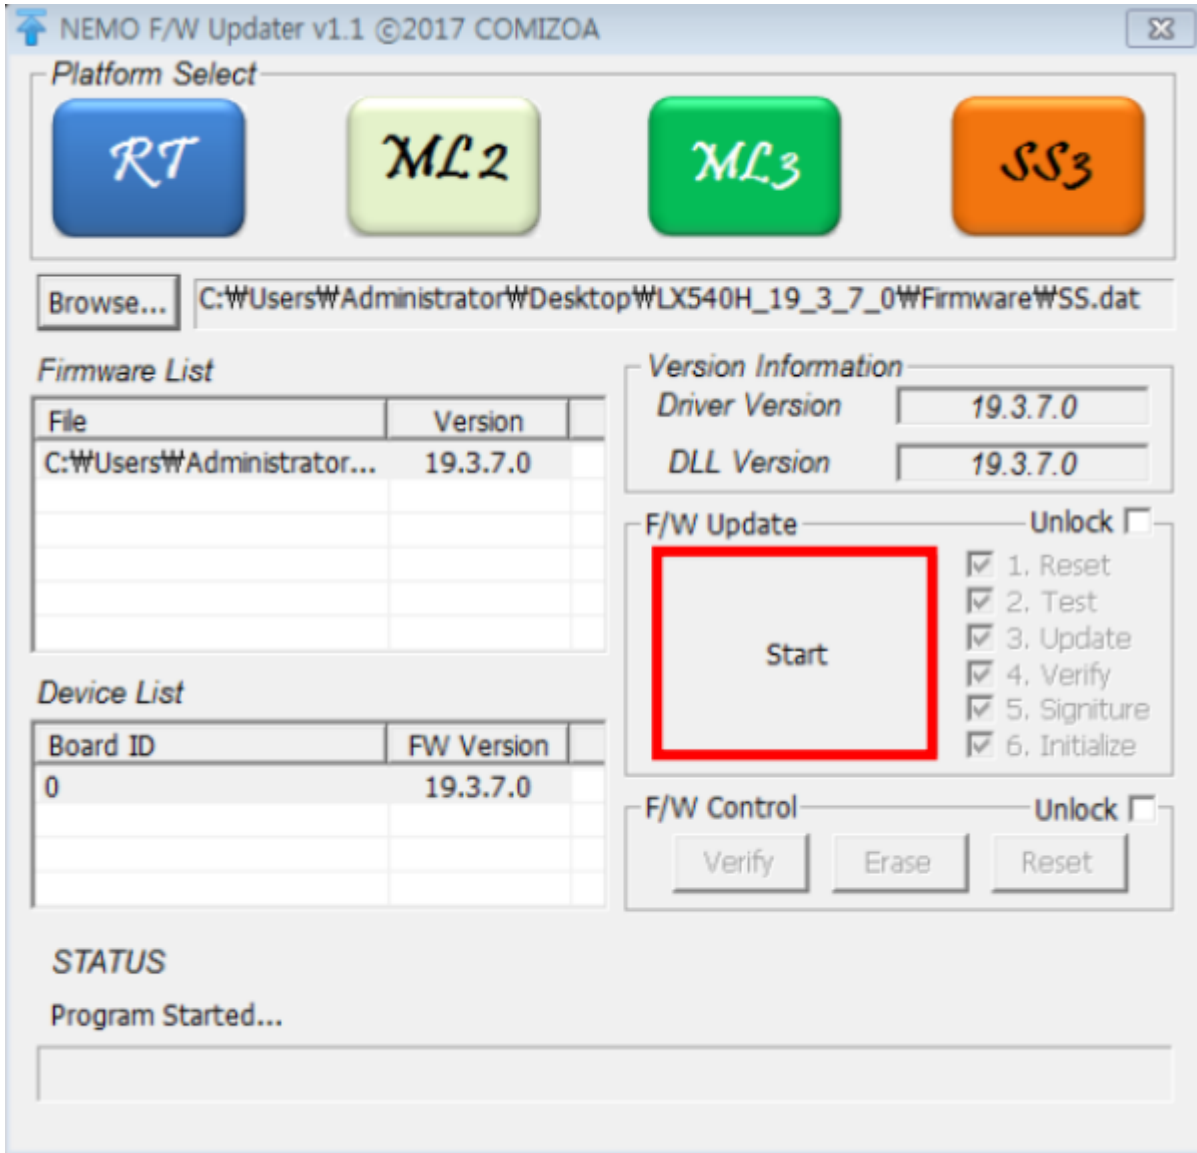 NEMO F/W Updater v1.1 ©2017 COMIZOA
Platform Select
RT ML2 ML3 SS3
Browse... C:₩Users₩Administrator₩Desktop₩LX540H_19_3_7_0₩Firmware₩SS.dat
Firmware List
File Version
C:₩Users₩Administrator... 19.3.7.0
Version Information
Driver Version 19.3.7.0
DLL Version 19.3.7.0
F/W Update Unlock
Start
1. Reset
2. Test
3. Update
4. Verify
5. Signiture
6. Initialize
Device List
Board ID FW Version
0 19.3.7.0
F/W Control Unlock
Verify Erase Reset
STATUS
Program Started...